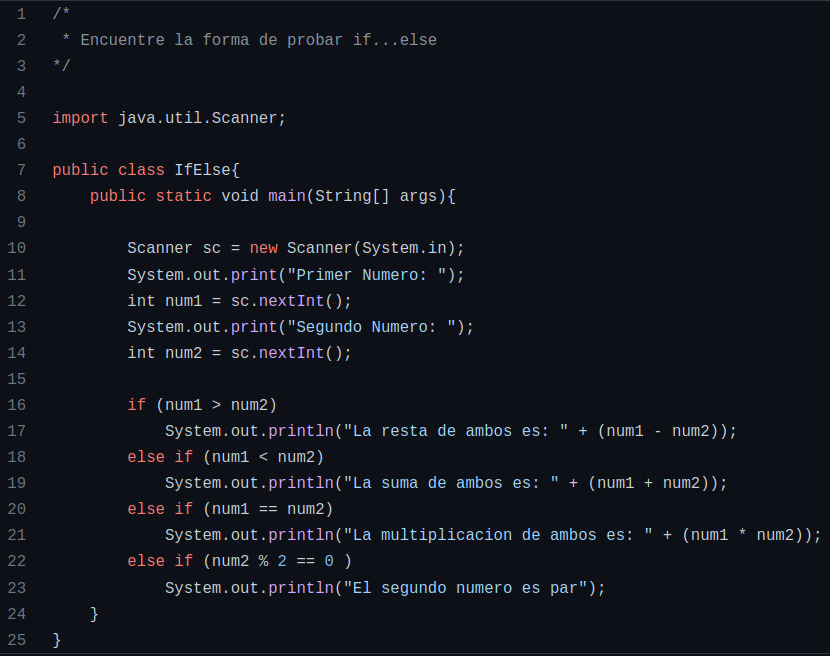 1 /*
2  * Encuentre la forma de probar if...else
3 */
4
5 import java.util.Scanner;
6
7 public class IfElse{
8     public static void main(String[] args){
9
10         Scanner sc = new Scanner(System.in);
11         System.out.print("Primer Numero: ");
12         int num1 = sc.nextInt();
13         System.out.print("Segundo Numero: ");
14         int num2 = sc.nextInt();
15
16         if (num1 > num2)
17             System.out.println("La resta de ambos es: " + (num1 - num2));
18         else if (num1 < num2)
19             System.out.println("La suma de ambos es: " + (num1 + num2));
20         else if (num1 == num2)
21             System.out.println("La multiplicacion de ambos es: " + (num1 * num2));
22         else if (num2 % 2 == 0 )
23             System.out.println("El segundo numero es par");
24     }
25 }